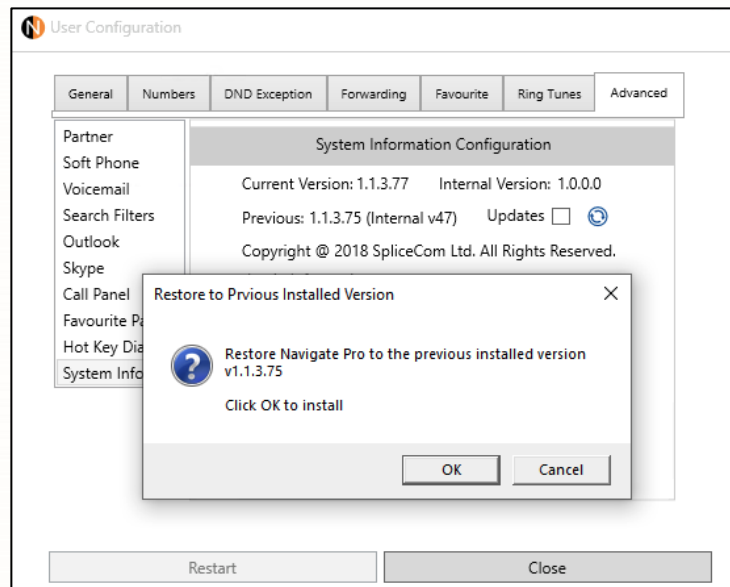 User Configuration
General Numbers DND Exception Forwarding Favourite Ring Tunes Advanced
Partner
Soft Phone
Voicemail
Search Filters
Outlook
Skype
Call Panel
Favourite
Hot Key
System
System Information Configuration
Current Version: 1.1.3.77 Internal Version: 1.0.0.0
Previous: 1.1.3.75 (Internal v47) Updates
Copyright @ 2018 SpliceCom Ltd. All Rights Reserved.
Restore to Prvious Installed Version
Restore Navigate Pro to the previous installed version
v1.1.3.75
Click OK to install
OK Cancel
Restart Close